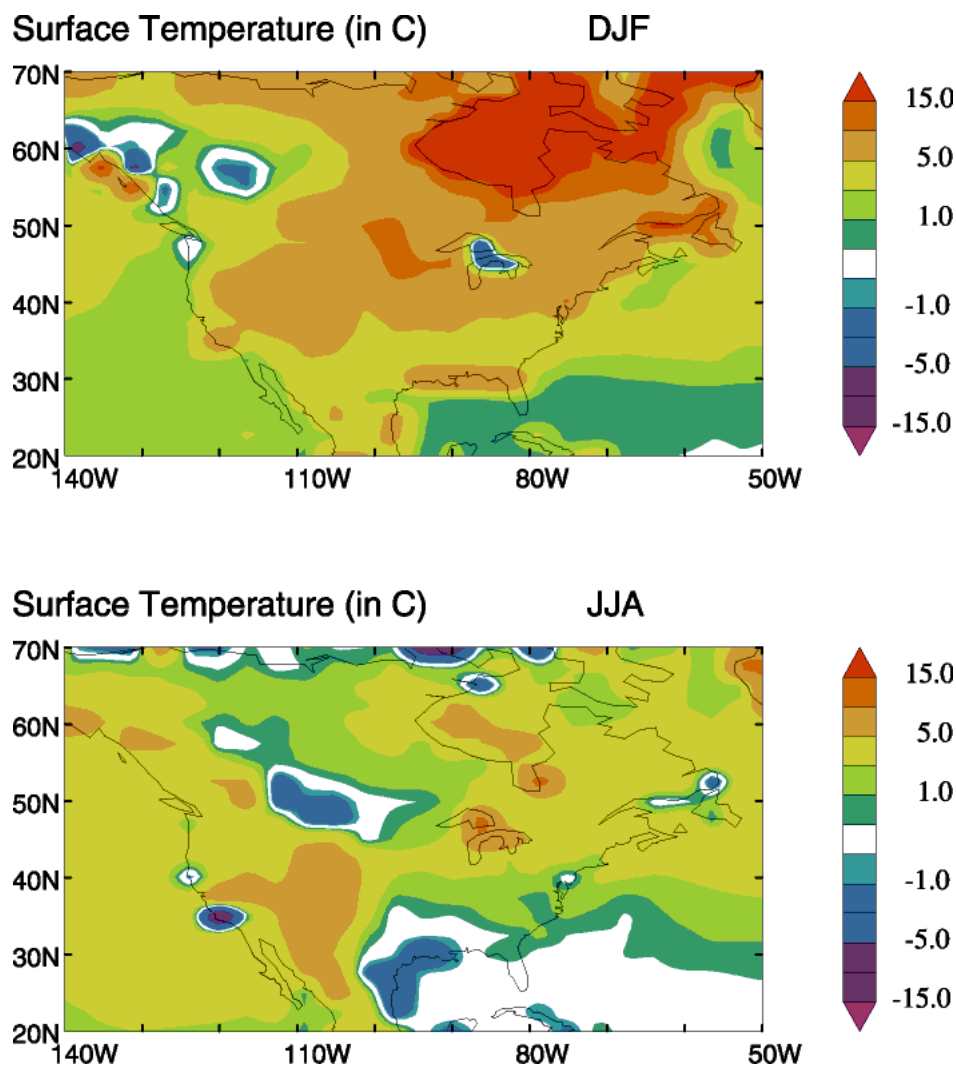 Surface Temperature (in C) DJF
70N
60N
50N
40N
30N
20N
140W 110W 80W 50W
15.0
5.0
1.0
-1.0
-5.0
-15.0
Surface Temperature (in C) JJA
70N
60N
50N
40N
30N
20N
140W 110W 80W 50W
15.0
5.0
1.0
-1.0
-5.0
-15.0